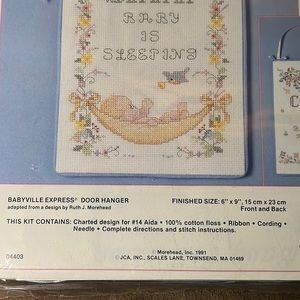 BABY
IS
SLEEPING
BABYVILLE EXPRESS® DOOR HANGER
adapted from a design by Ruth J. Morehead
FINISHED SIZE: 6" x 9", 15 cm x 23 cm
Front and Back
THIS KIT CONTAINS: Charted design for #14 Aida • 100% cotton floss • Ribbon • Cording •
Needle • Complete directions and stitch instructions.
04403
© Morehead, Inc. 1991
© JCA, INC., SCALES LANE, TOWNSEND, MA 01469